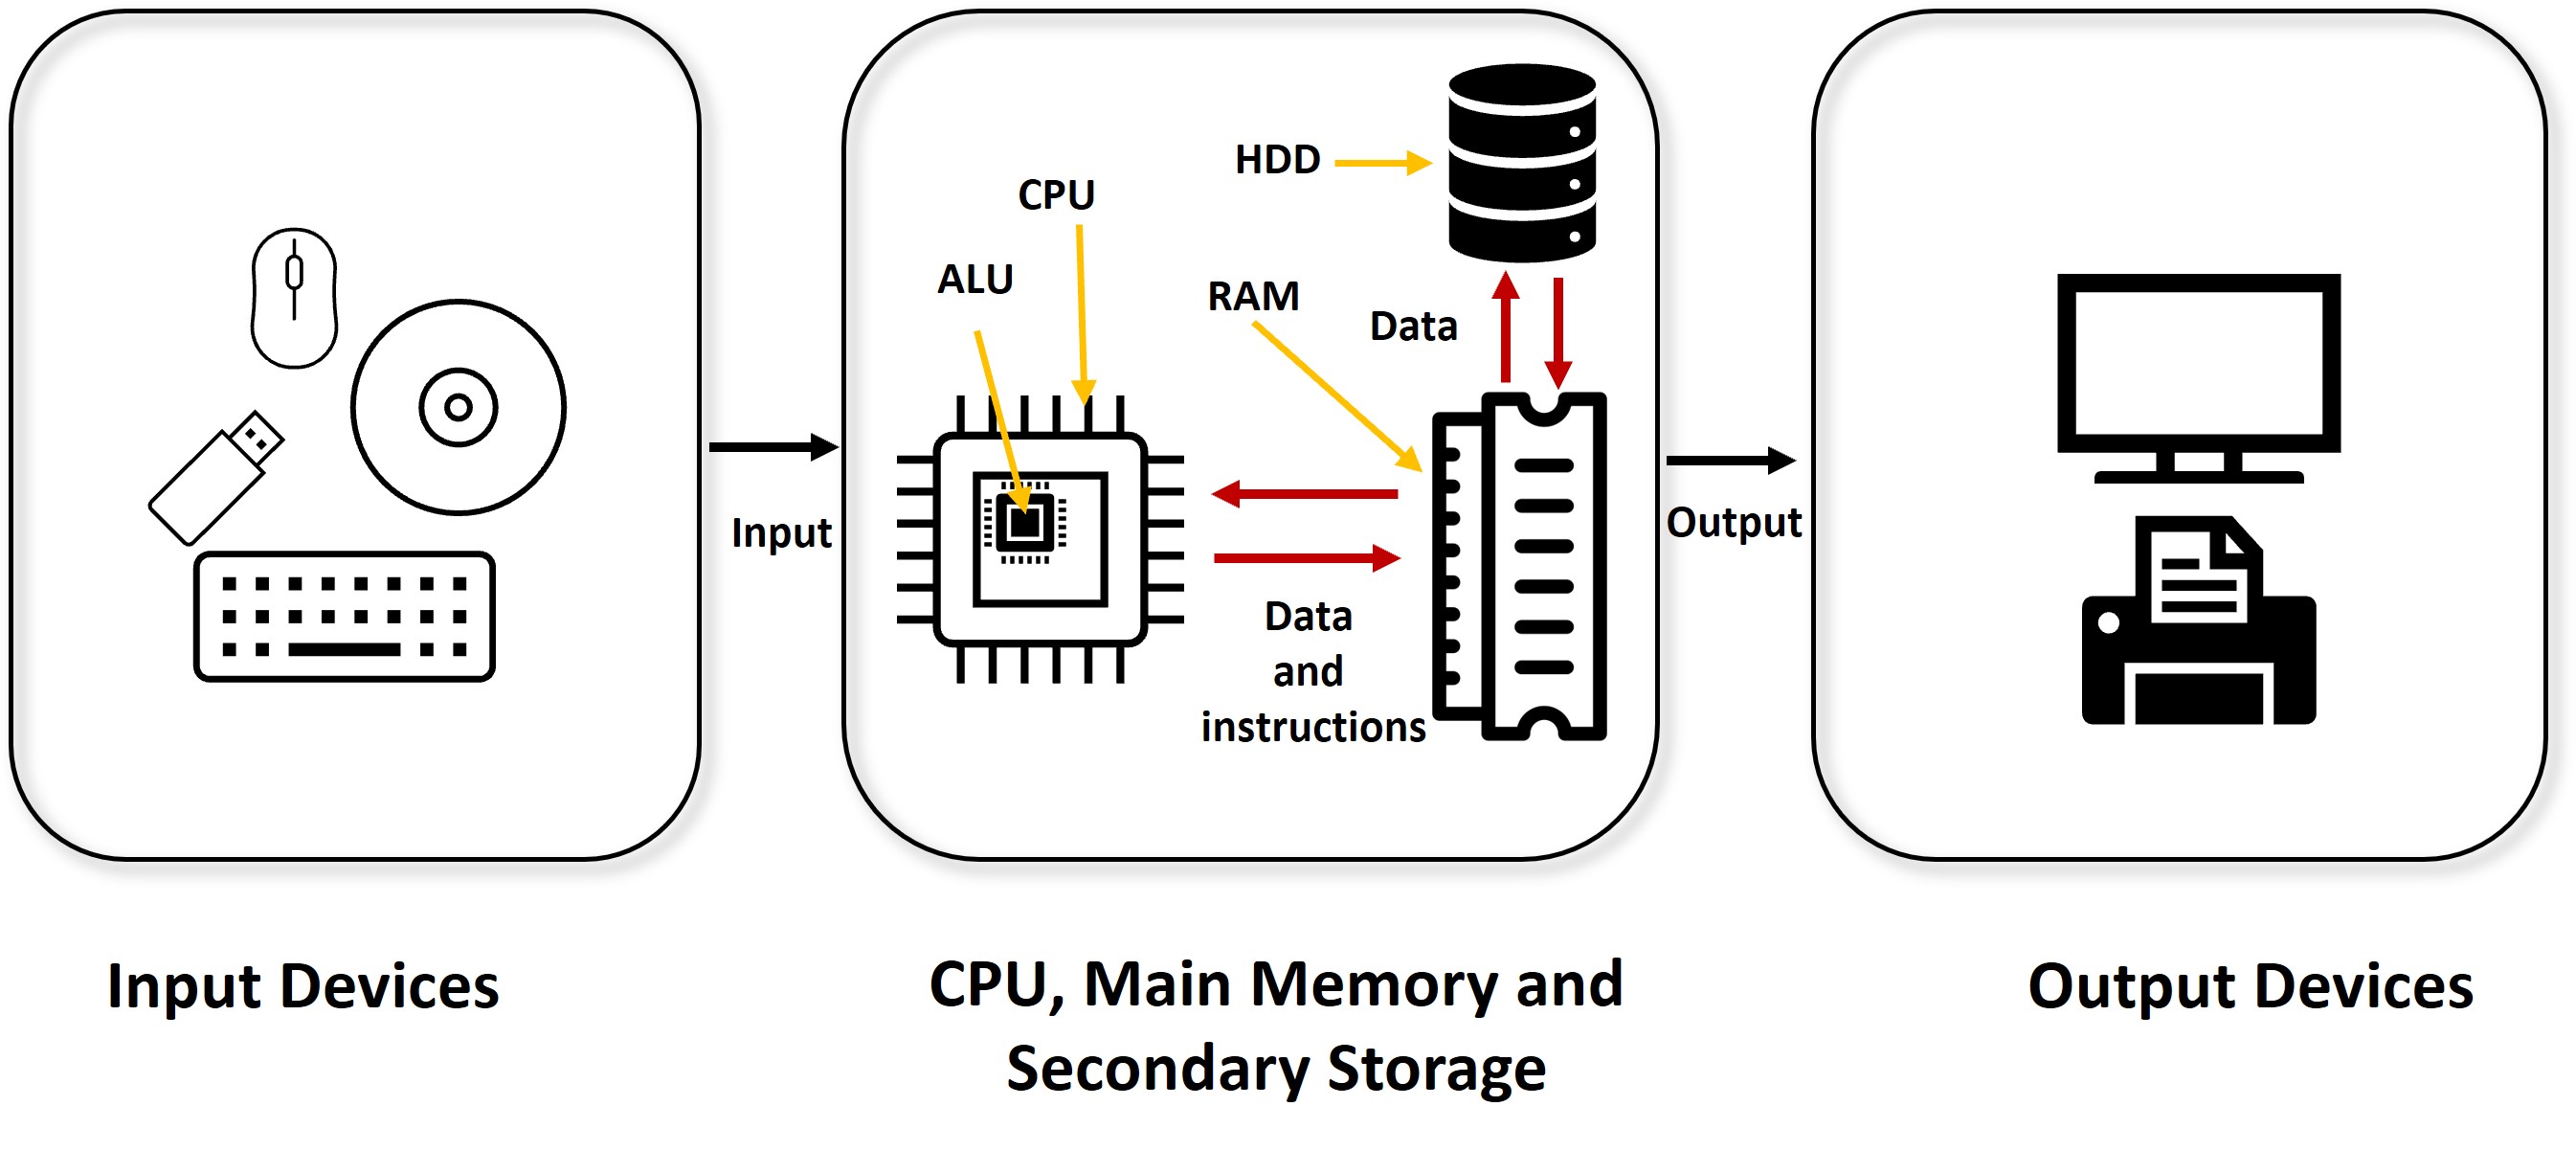 HDD
CPU
ALU
RAM
Data
Input
Output
Data
and
instructions
Input Devices
CPU, Main Memory and
Secondary Storage
Output Devices